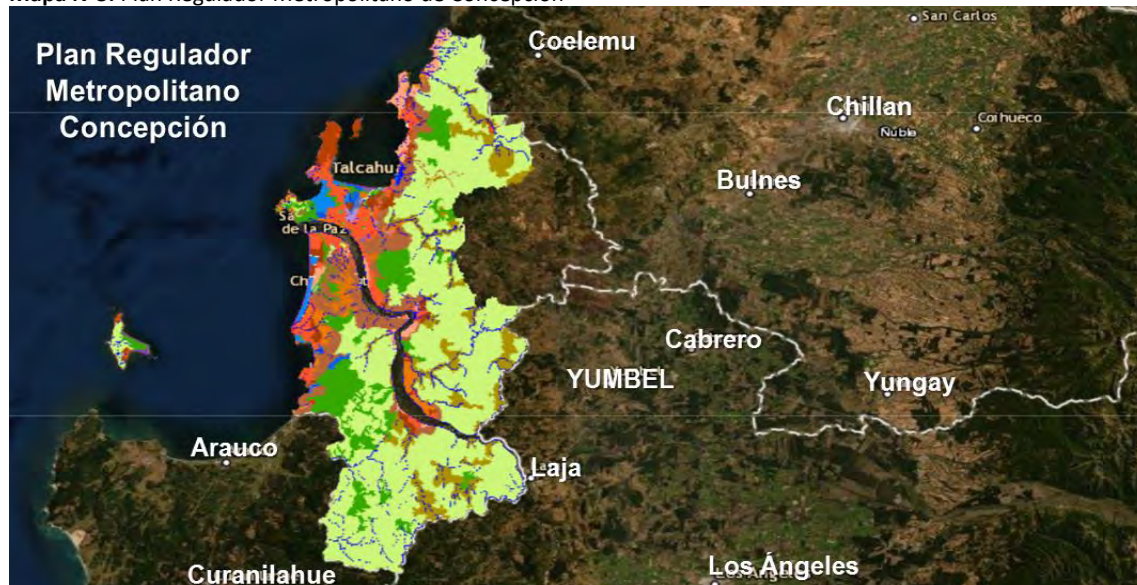 Plan Regulador
Metropolitano
Concepción
San Carlos
Coelemu
Chillan
Coihueco
Ñuble
Talcahu
Bulnes
de la Paz
Cabrero
YUMBEL
Yungay
Arauco
Laja
Curanilahue
Los Ángeles